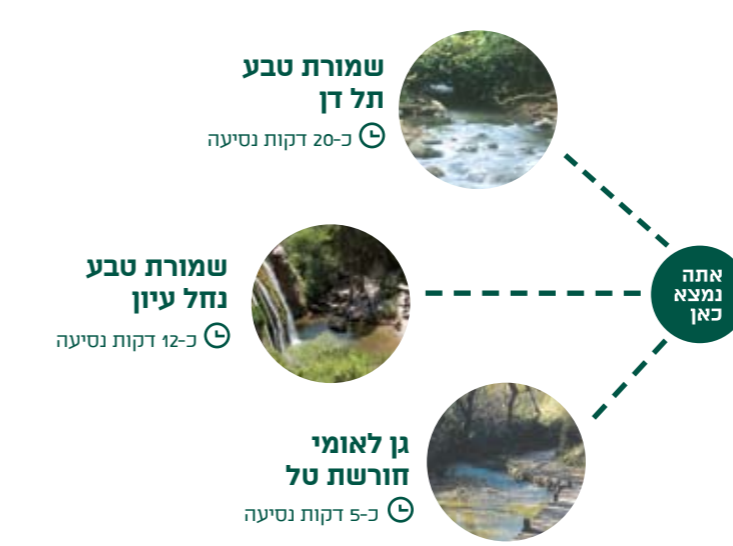 שמורת טבע
תל דן
כ-20 דקות נסיעה
אתה
נמצא
כאן
שמורת טבע
נחל עיון
כ-12 דקות נסיעה
גן לאומי
חורשת טל
כ-5 דקות נסיעה